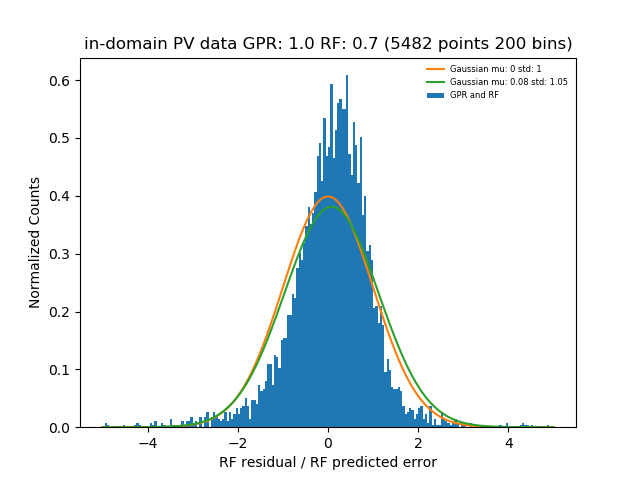 in-domain PV data GPR: 1.0 RF: 0.7 (5482 points 200 bins)
Gaussian mu: 0 std: 1
Gaussian mu: 0.08 std: 1.05
GPR and RF
Normalized Counts
0.6
0.5
0.4
0.3
0.2
0.1
0.0
−4 −2 0 2 4
RF residual / RF predicted error